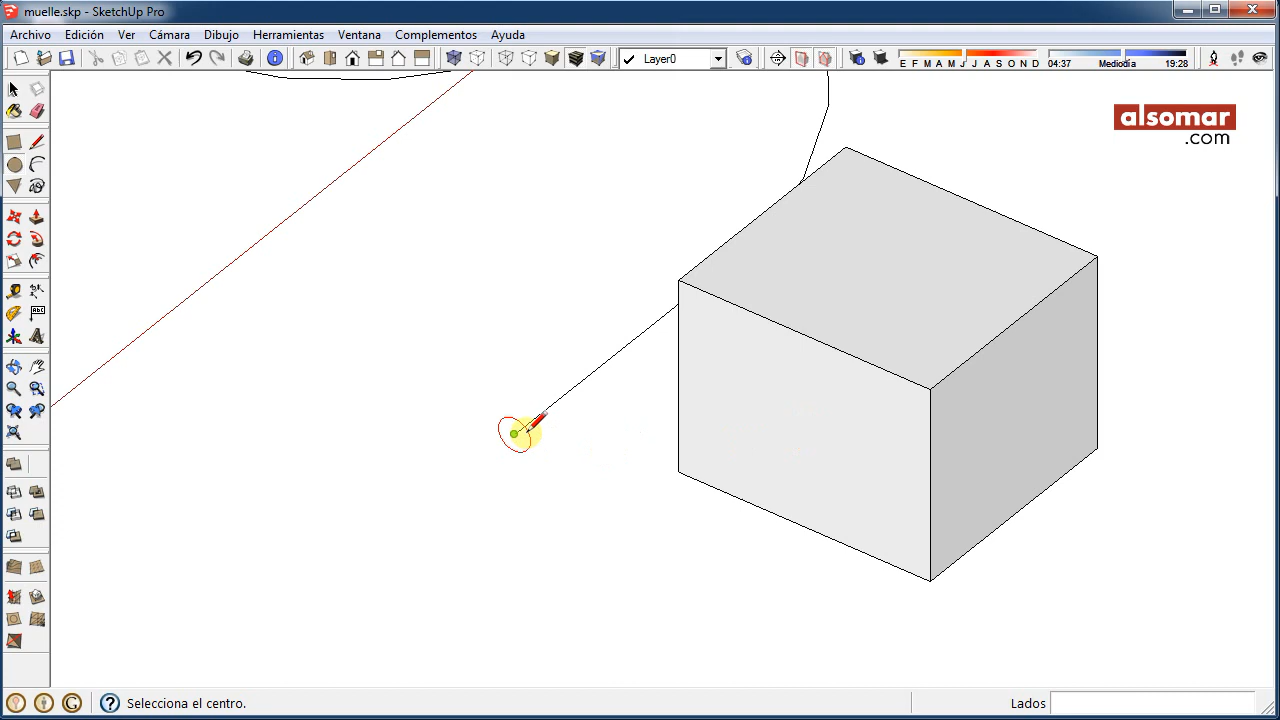 muelle.skp - SketchUp Pro
Archivo Edición Ver Cámara Dibujo Herramientas Ventana Complementos Ayuda
Layer0
E F M A M J J A S O N D
04:37 Mediodía 19:28
alsomar
.com
Abc
Selecciona el centro.
Lados